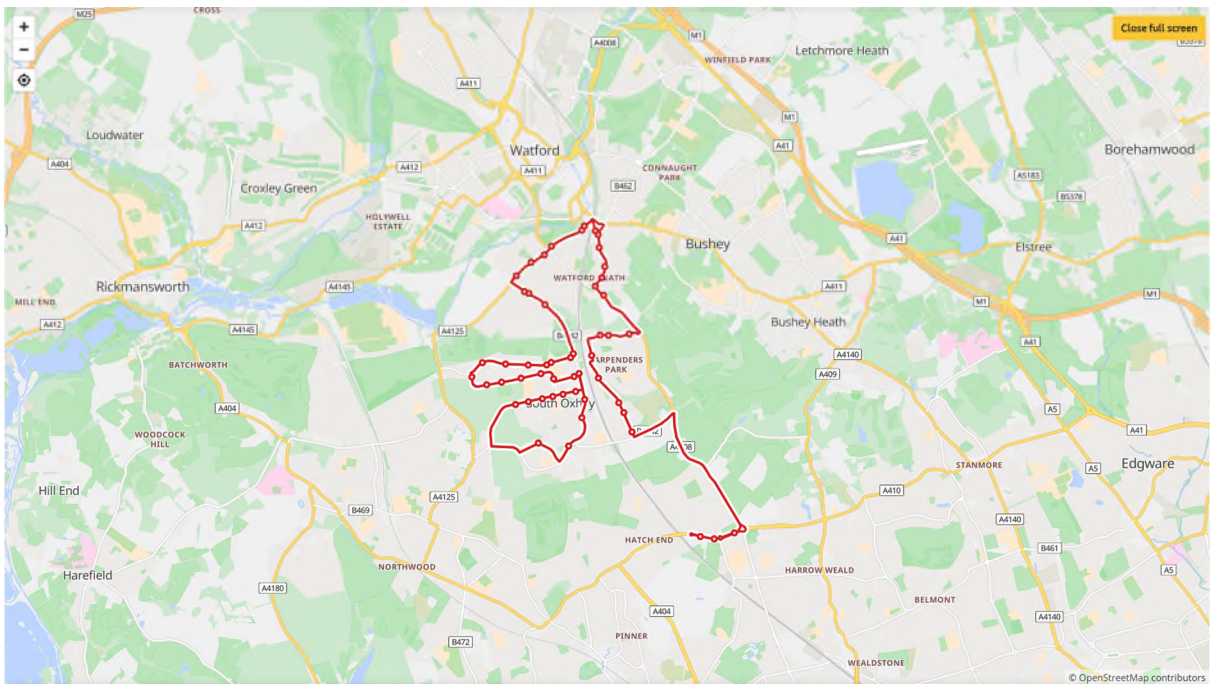 M25
CROSS
+
−
A4008
M1
Letchmore Heath
Close full screen
WINFIELD PARK
A411
Loudwater
M1
A404
Watford
A41
Borehamwood
A412
A411
CONNAUGHT
PARK
A5183
Croxley Green
B462
B5378
HOLYWELL
ESTATE
A412
Bushey
A41
Elstree
WATFORD HEATH
Rickmansworth
A4145
A411
M1
MILL END
M1
A412
A4145
A4125
Bushey Heath
A41
A4140
BATCHWORTH
ARPENDERS
PARK
A409
A404
South Oxhey
A5
WOODCOCK
HILL
A41
Edgware
STANMORE
A5
Hill End
A4125
A410
B469
A4140
HATCH END
B461
NORTHWOOD
HARROW WEALD
A5
Harefield
A4180
BELMONT
A404
A4140
PINNER
B472
WEALDSTONE
© OpenStreetMap contributors